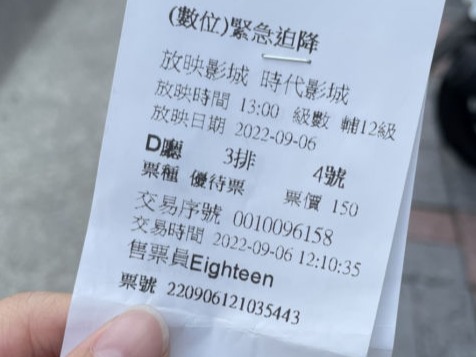 (數位)緊急迫降
放映影城 時代影城
放映時間 13:00 級數 輔12級
放映日期 2022-09-06
D廳 3排 4號
票種 優待票 票價 150
交易序號 0010096158
交易時間 2022-09-06 12:10:35
售票員Eighteen
票號 220906121035443